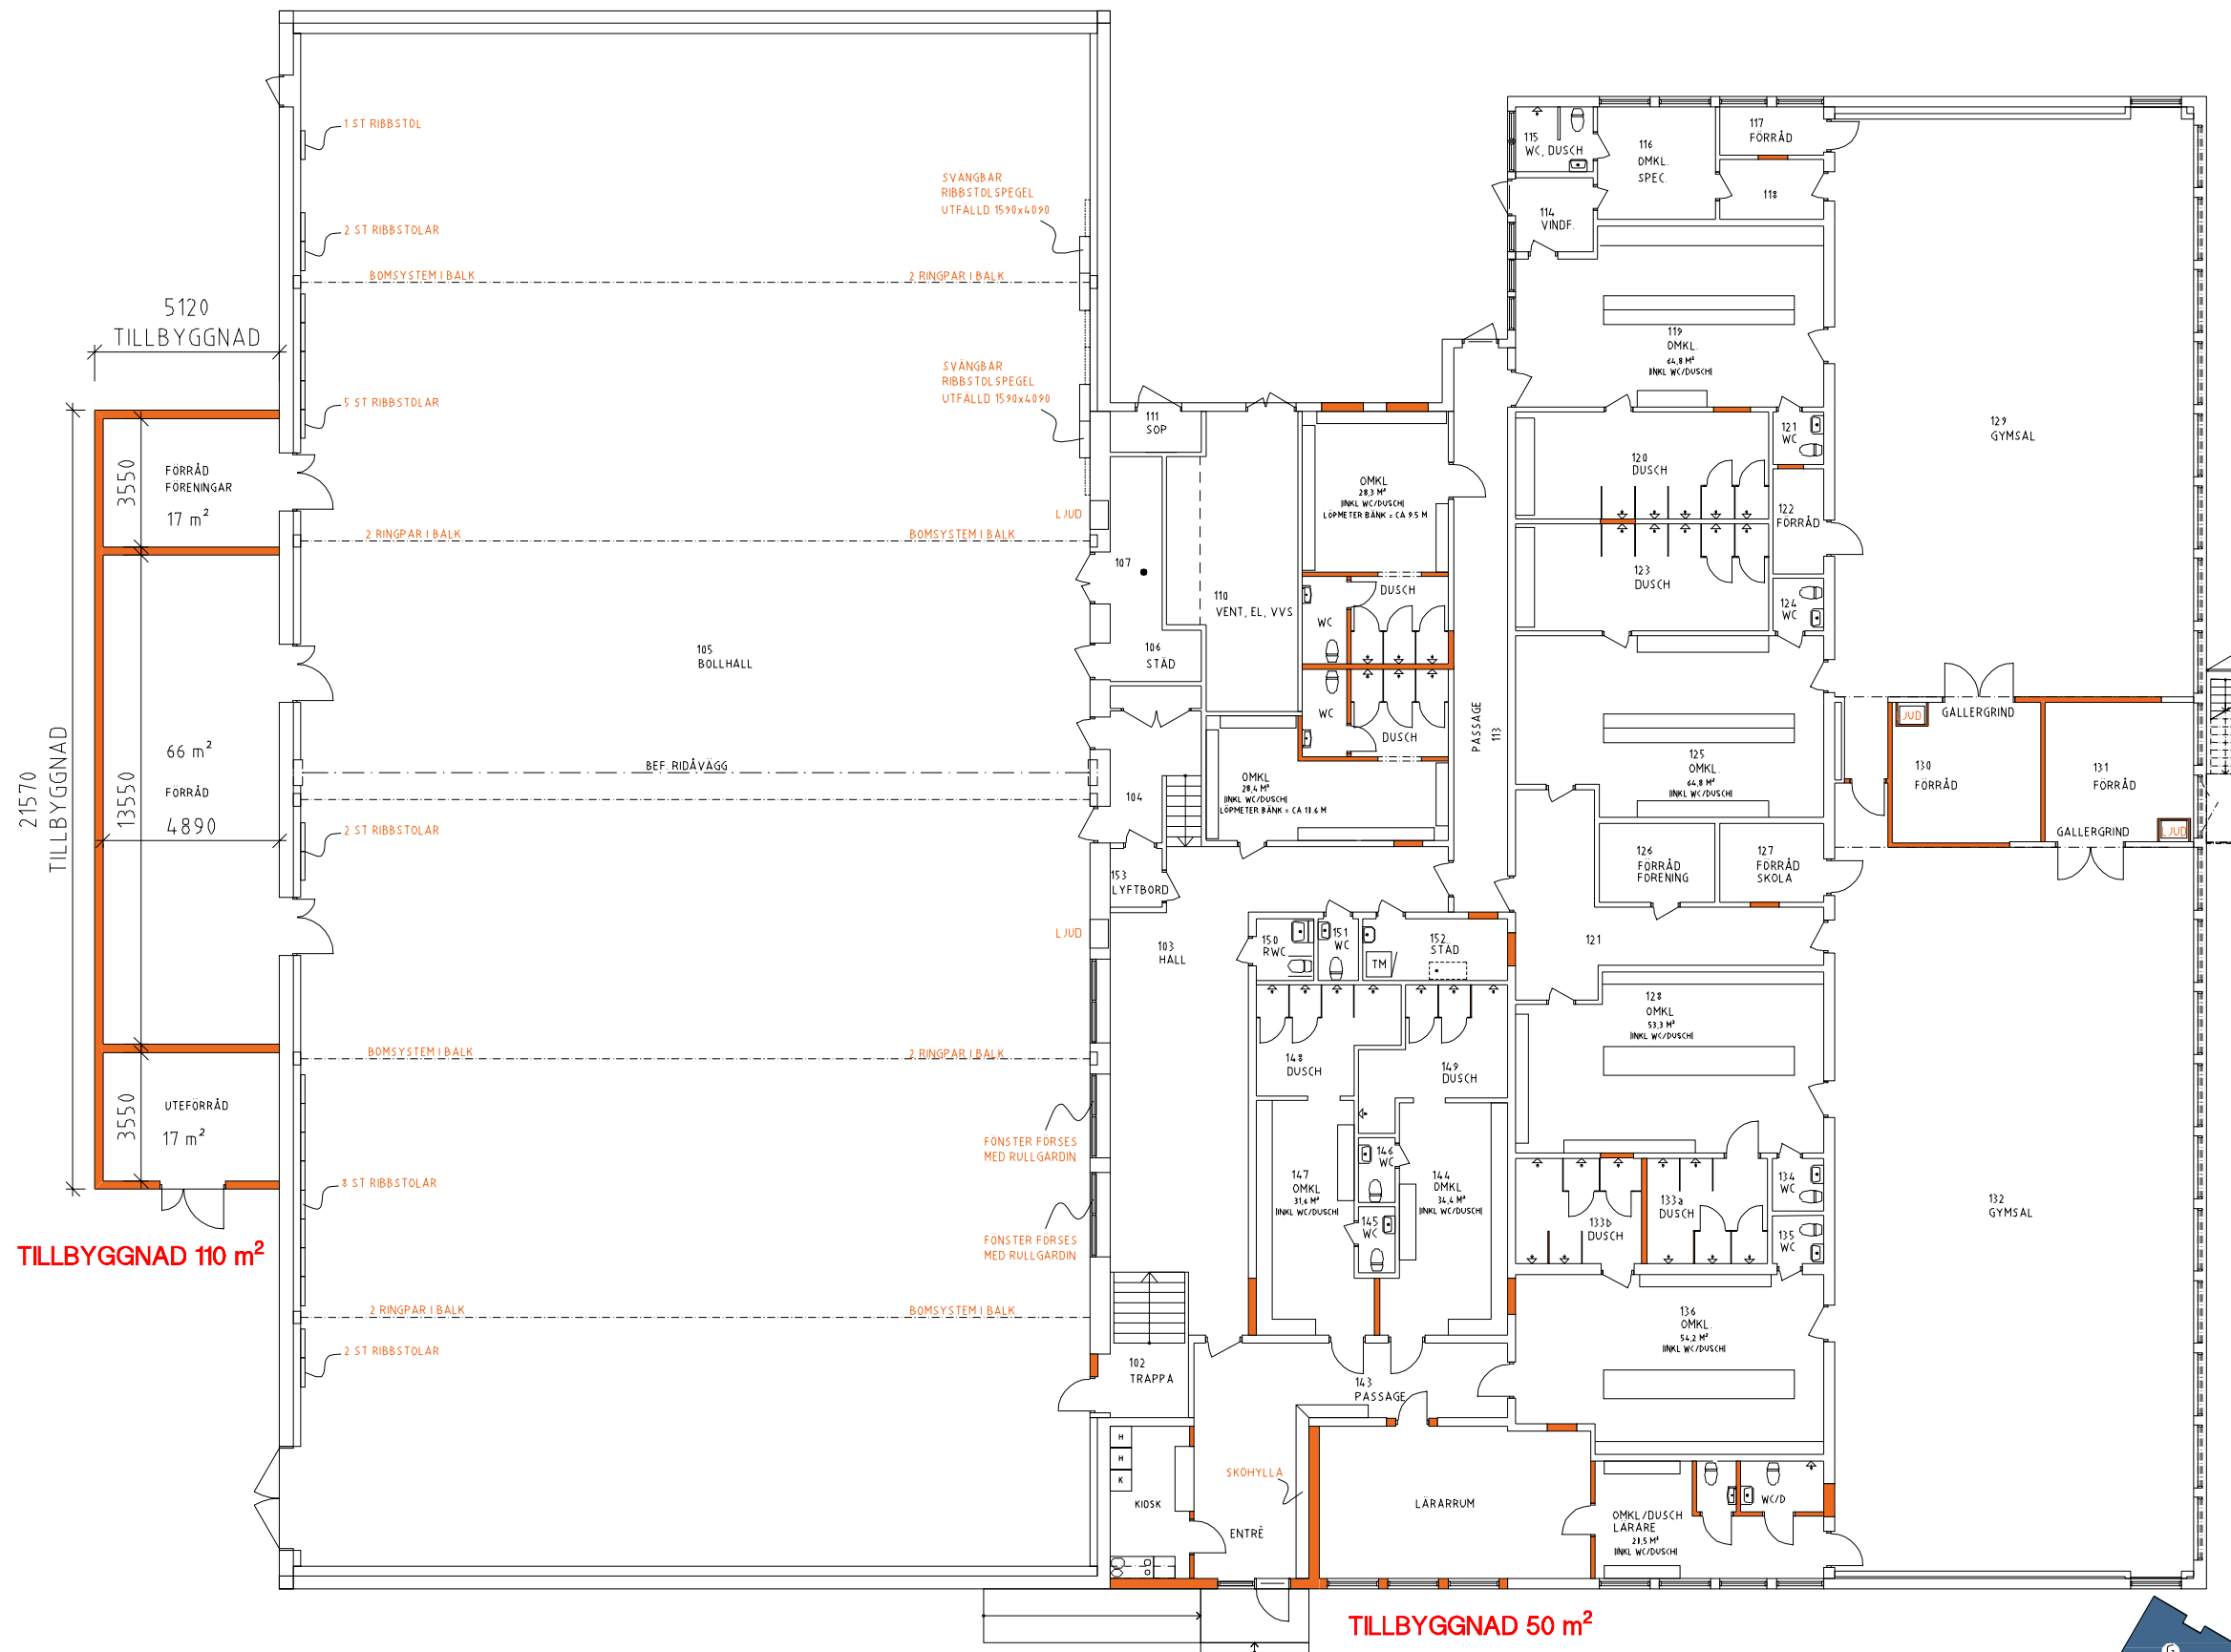 1 ST RIBBSTOL
2 ST RIBBSTOLAR
BOMSYSTEM I BALK
2 RINGPAR I BALK
SVÄNGBAR
RIBBSTOLSPEGEL
UTFÄLLD 1590x4090
5120
TILLBYGGNAD
5 ST RIBBSTOLAR
SVÄNGBAR
RIBBSTOLSPEGEL
UTFÄLLD 1590x4090
3550
FÖRRÅD
FÖRENINGAR
17 m²
LJUD
2 RINGPAR I BALK
BOMSYSTEM I BALK
105
BOLLHALL
21570
TILLBYGGNAD
13550
66 m²
FÖRRÅD
4890
BEF. RIDÅVÄGG
2 ST RIBBSTOLAR
LJUD
BOMSYSTEM I BALK
2 RINGPAR I BALK
3550
UTEFÖRRÅD
17 m²
FÖNSTER FÖRSES
MED RULLGARDIN
8 ST RIBBSTOLAR
FÖNSTER FÖRSES
MED RULLGARDIN
TILLBYGGNAD 110 m²
2 RINGPAR I BALK
BOMSYSTEM I BALK
2 ST RIBBSTOLAR
111
SOP
107
106
STÄD
110
VENT, EL, VVS
OMKL
28,3 M²
(INKL WC/DUSCH)
LÖPMETER BÄNK = CA 9.5 M
DUSCH
WC
WC
DUSCH
OMKL
28,4 M²
(INKL WC/DUSCH)
LÖPMETER BÄNK = CA 13.6 M
104
153
LYFTBORD
103
HALL
150
RWC
151
WC
152
STÄD
TM
148
DUSCH
149
DUSCH
147
OMKL
31,6 M²
(INKL WC/DUSCH)
146
WC
145
WC
144
OMKL
34,4 M²
(INKL WC/DUSCH)
102
TRAPPA
143
PASSAGE
H
H
K
KIOSK
SKOHYLLA
ENTRÉ
LÄRARRUM
TILLBYGGNAD 50 m²
PASSAGE
113
115
WC, DUSCH
116
OMKL.
SPEC.
117
FÖRRÅD
118
114
VINDF.
119
OMKL.
64,8 M²
(INKL WC/DUSCH)
120
DUSCH
121
WC
122
FÖRRÅD
123
DUSCH
124
WC
125
OMKL.
64,8 M²
(INKL WC/DUSCH)
126
FÖRRÅD
FÖRENING
127
FÖRRÅD
SKOLA
121
128
OMKL
53,3 M²
(INKL WC/DUSCH)
133b
DUSCH
133a
DUSCH
134
WC
135
WC
136
OMKL.
54,2 M²
(INKL WC/DUSCH)
OMKL/DUSCH
LÄRARE
21,5 M²
(INKL WC/DUSCH)
WC/D
129
GYMSAL
LJUD
GALLERGRIND
130
FÖRRÅD
131
FÖRRÅD
GALLERGRIND
LJUD
132
GYMSAL
G